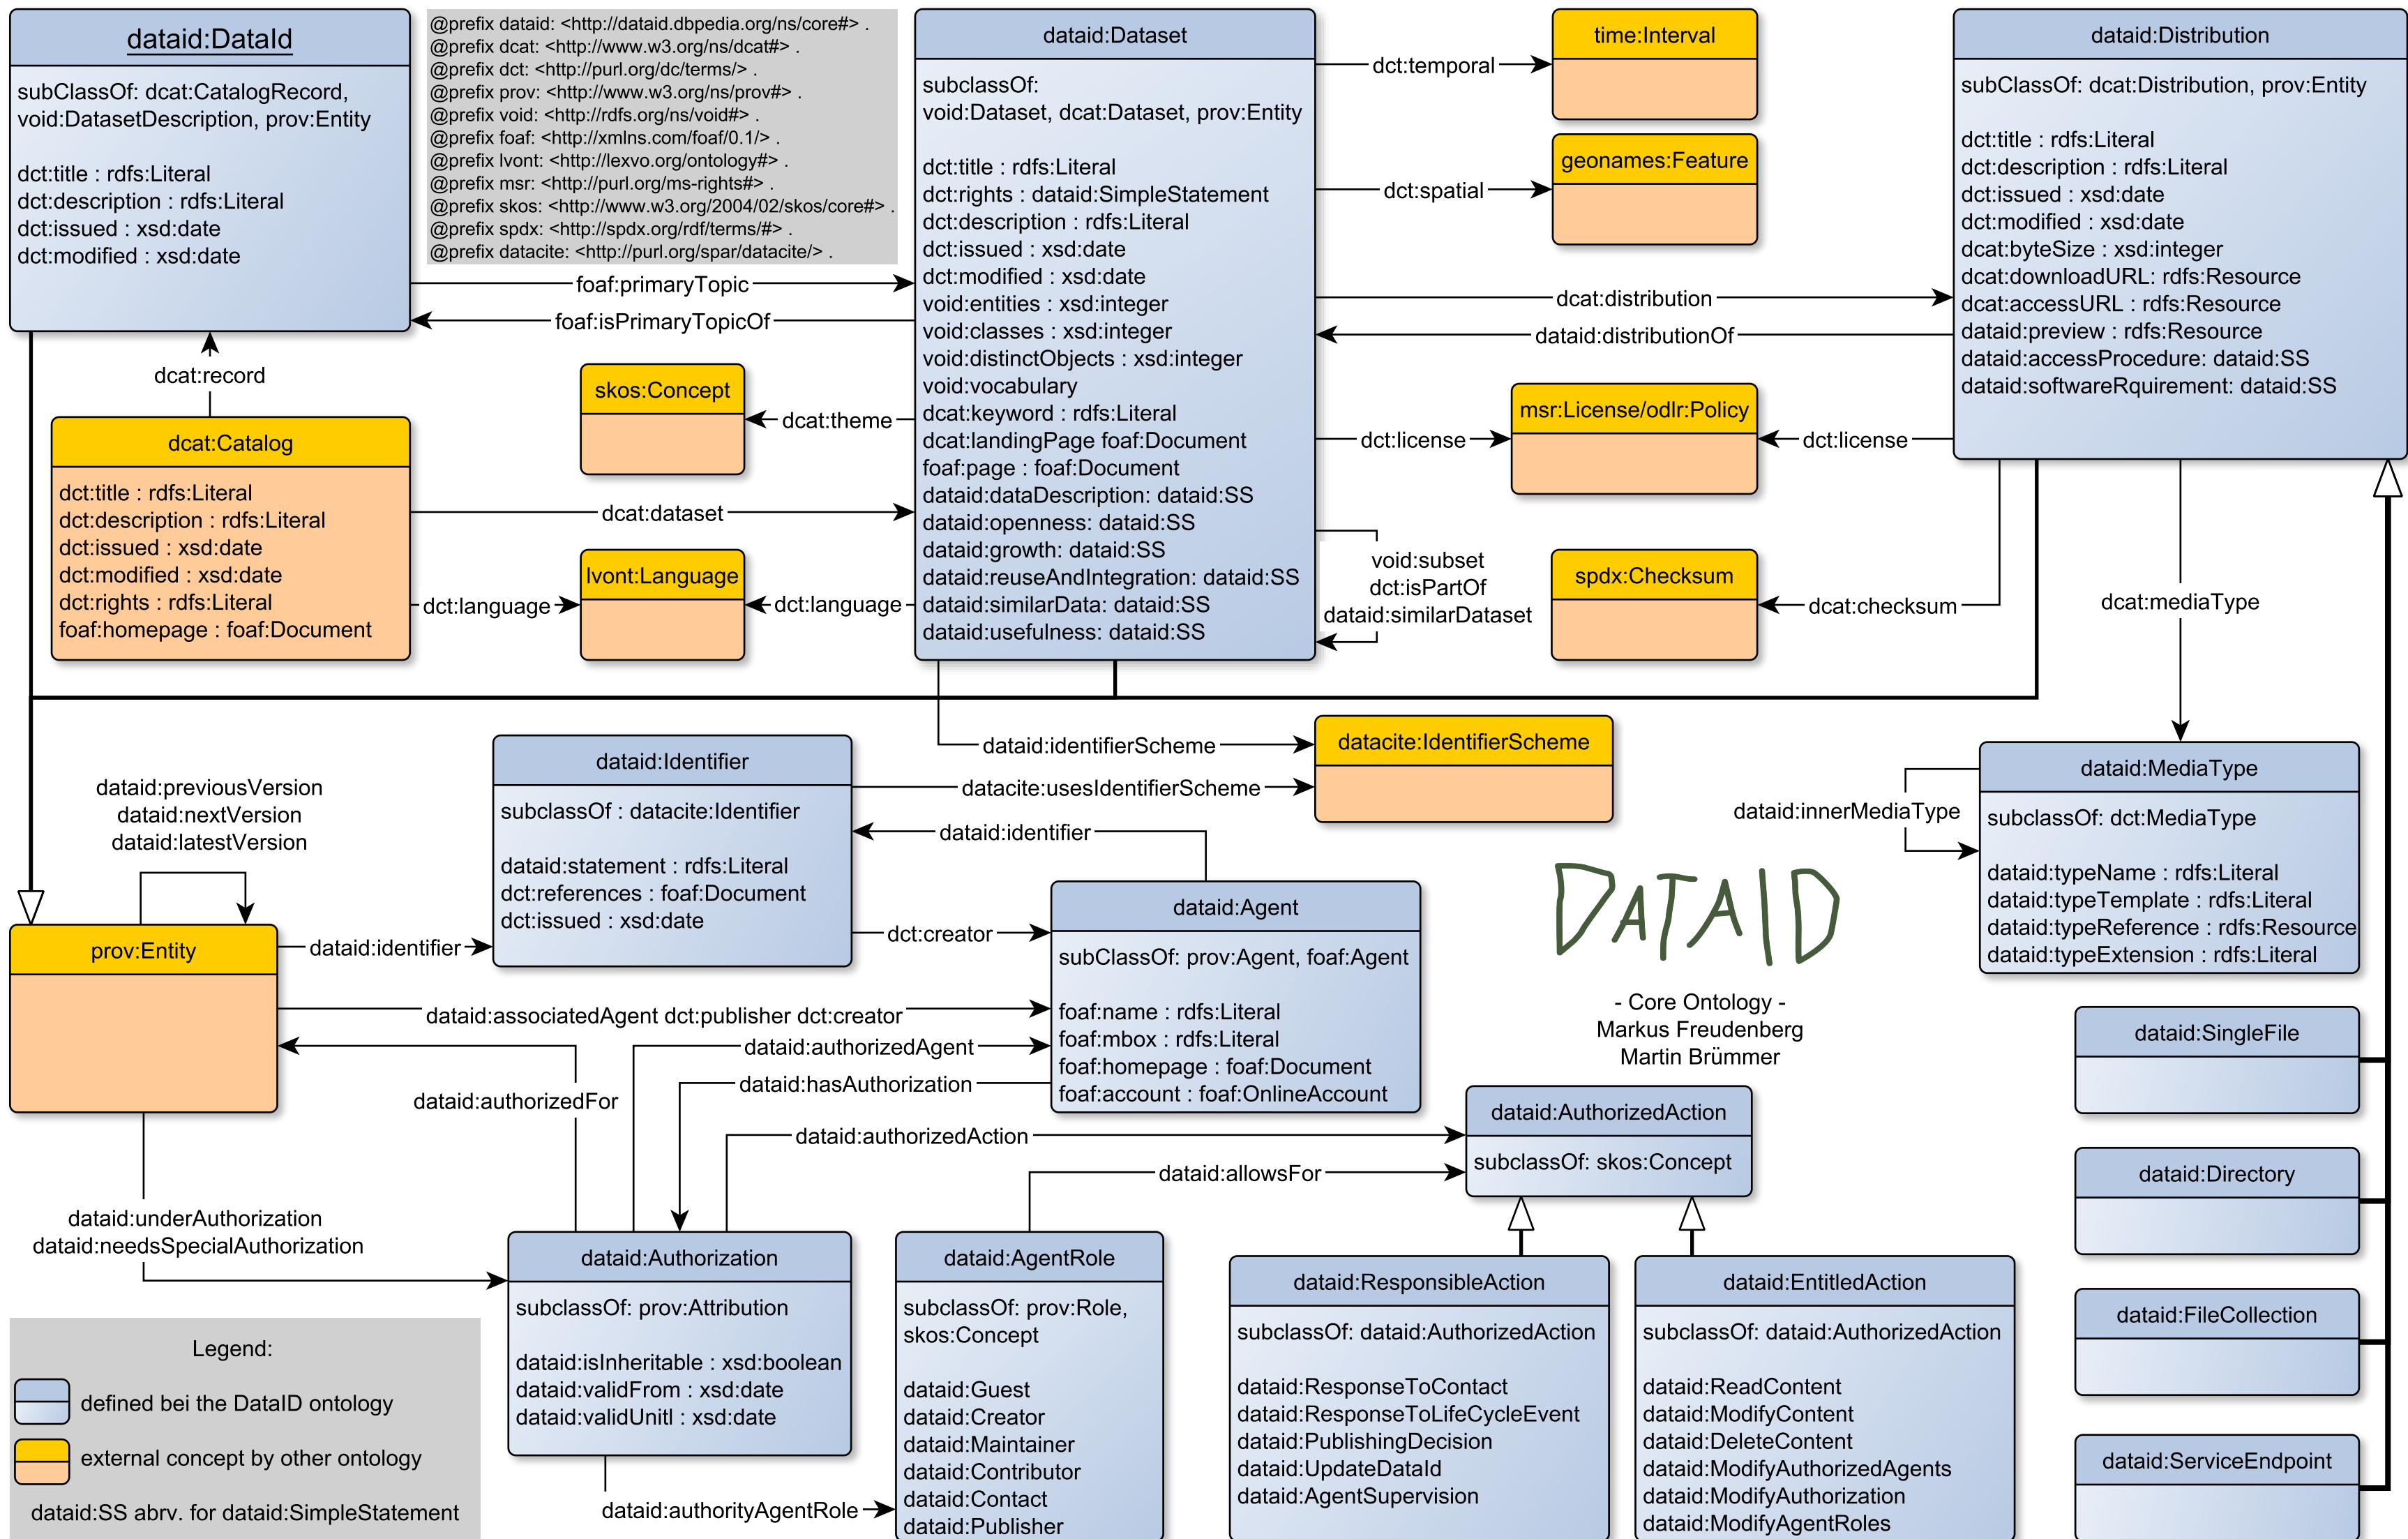 dataid:DataId
subClassOf: dcat:CatalogRecord,
void:DatasetDescription, prov:Entity
dct:title : rdfs:Literal
dct:description : rdfs:Literal
dct:issued : xsd:date
dct:modified : xsd:date
@prefix dataid: <http://dataid.dbpedia.org/ns/core#> .
@prefix dcat: <http://www.w3.org/ns/dcat#> .
@prefix dct: <http://purl.org/dc/terms/> .
@prefix prov: <http://www.w3.org/ns/prov#> .
@prefix void: <http://rdfs.org/ns/void#> .
@prefix foaf: <http://xmlns.com/foaf/0.1/> .
@prefix lvont: <http://lexvo.org/ontology#> .
@prefix msr: <http://purl.org/ms-rights#> .
@prefix skos: <http://www.w3.org/2004/02/skos/core#> .
@prefix spdx: <http://spdx.org/rdf/terms/#> .
@prefix datacite: <http://purl.org/spar/datacite/> .
dataid:Dataset
subclassOf:
void:Dataset, dcat:Dataset, prov:Entity
dct:title : rdfs:Literal
dct:rights : dataid:SimpleStatement
dct:description : rdfs:Literal
dct:issued : xsd:date
dct:modified : xsd:date
void:entities : xsd:integer
void:classes : xsd:integer
void:distinctObjects : xsd:integer
void:vocabulary
dcat:keyword : rdfs:Literal
dcat:landingPage foaf:Document
foaf:page : foaf:Document
dataid:dataDescription: dataid:SS
dataid:openness: dataid:SS
dataid:growth: dataid:SS
dataid:reuseAndIntegration: dataid:SS
dataid:similarData: dataid:SS
dataid:usefulness: dataid:SS
dct:temporal
time:Interval
dct:spatial
geonames:Feature
dataid:Distribution
subClassOf: dcat:Distribution, prov:Entity
dct:title : rdfs:Literal
dct:description : rdfs:Literal
dct:issued : xsd:date
dct:modified : xsd:date
dcat:byteSize : xsd:integer
dcat:downloadURL: rdfs:Resource
dcat:accessURL : rdfs:Resource
dataid:preview : rdfs:Resource
dataid:accessProcedure: dataid:SS
dataid:softwareRquirement: dataid:SS
foaf:primaryTopic
foaf:isPrimaryTopicOf
dcat:distribution
dataid:distributionOf
dcat:record
skos:Concept
dcat:theme
dct:license
msr:License/odlr:Policy
dct:license
dcat:Catalog
dct:title : rdfs:Literal
dct:description : rdfs:Literal
dct:issued : xsd:date
dct:modified : xsd:date
dct:rights : rdfs:Literal
foaf:homepage : foaf:Document
dcat:dataset
dct:language
lvont:Language
dct:language
void:subset
dct:isPartOf
dataid:similarDataset
spdx:Checksum
dcat:checksum
dcat:mediaType
dataid:identifierScheme
datacite:IdentifierScheme
datacite:usesIdentifierScheme
dataid:identifier
dataid:Identifier
subclassOf : datacite:Identifier
dataid:statement : rdfs:Literal
dct:references : foaf:Document
dct:issued : xsd:date
dataid:previousVersion
dataid:nextVersion
dataid:latestVersion
prov:Entity
dataid:identifier
dct:creator
dataid:Agent
subClassOf: prov:Agent, foaf:Agent
foaf:name : rdfs:Literal
foaf:mbox : rdfs:Literal
foaf:homepage : foaf:Document
foaf:account : foaf:OnlineAccount
DATAID
- Core Ontology -
Markus Freudenberg
Martin Brümmer
dataid:innerMediaType
dataid:MediaType
subclassOf: dct:MediaType
dataid:typeName : rdfs:Literal
dataid:typeTemplate : rdfs:Literal
dataid:typeReference : rdfs:Resource
dataid:typeExtension : rdfs:Literal
dataid:associatedAgent dct:publisher dct:creator
dataid:authorizedAgent
dataid:hasAuthorization
dataid:authorizedFor
dataid:authorizedAction
dataid:allowsFor
dataid:AuthorizedAction
subclassOf: skos:Concept
dataid:SingleFile
dataid:Directory
dataid:FileCollection
dataid:ServiceEndpoint
dataid:underAuthorization
dataid:needsSpecialAuthorization
dataid:Authorization
subclassOf: prov:Attribution
dataid:isInheritable : xsd:boolean
dataid:validFrom : xsd:date
dataid:validUnitl : xsd:date
dataid:authorityAgentRole
dataid:AgentRole
subclassOf: prov:Role,
skos:Concept
dataid:Guest
dataid:Creator
dataid:Maintainer
dataid:Contributor
dataid:Contact
dataid:Publisher
dataid:ResponsibleAction
subclassOf: dataid:AuthorizedAction
dataid:ResponseToContact
dataid:ResponseToLifeCycleEvent
dataid:PublishingDecision
dataid:UpdateDataId
dataid:AgentSupervision
dataid:EntitledAction
subclassOf: dataid:AuthorizedAction
dataid:ReadContent
dataid:ModifyContent
dataid:DeleteContent
dataid:ModifyAuthorizedAgents
dataid:ModifyAuthorization
dataid:ModifyAgentRoles
Legend:
defined bei the DataID ontology
external concept by other ontology
dataid:SS abrv. for dataid:SimpleStatement